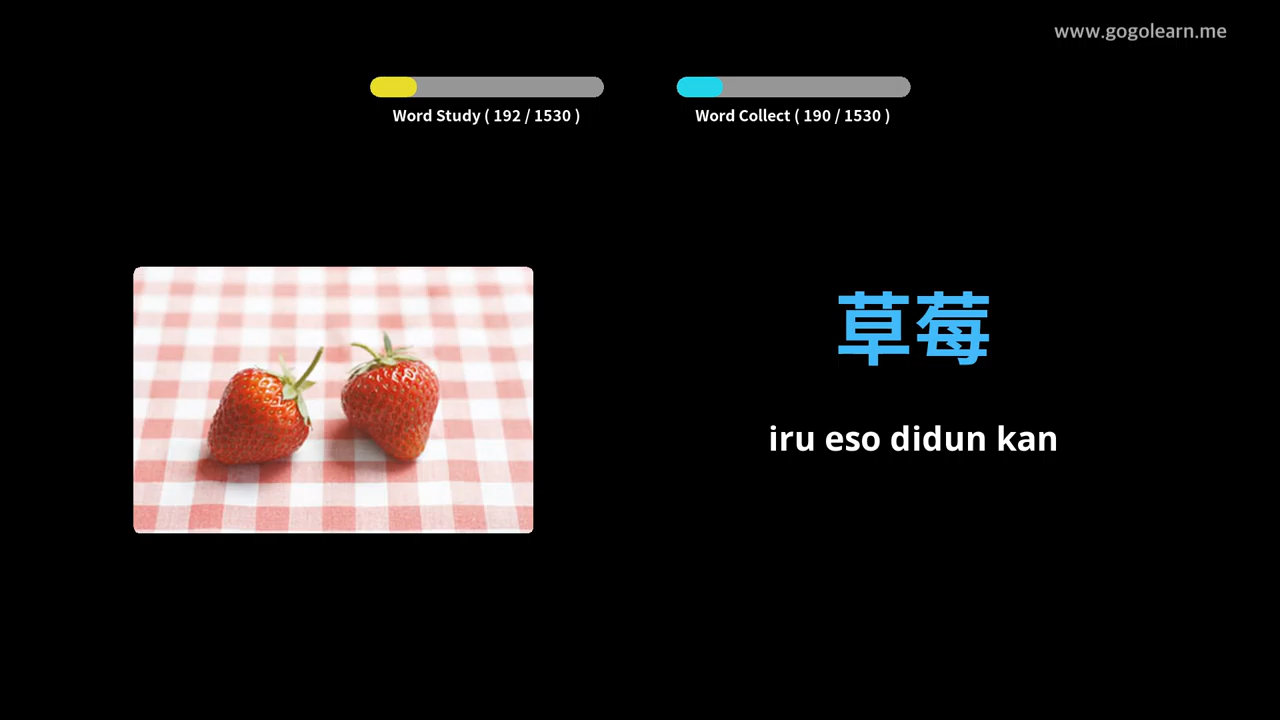 www.gogolearn.me
Word Study ( 192 / 1530 )
Word Collect ( 190 / 1530 )
草莓
iru eso didun kan